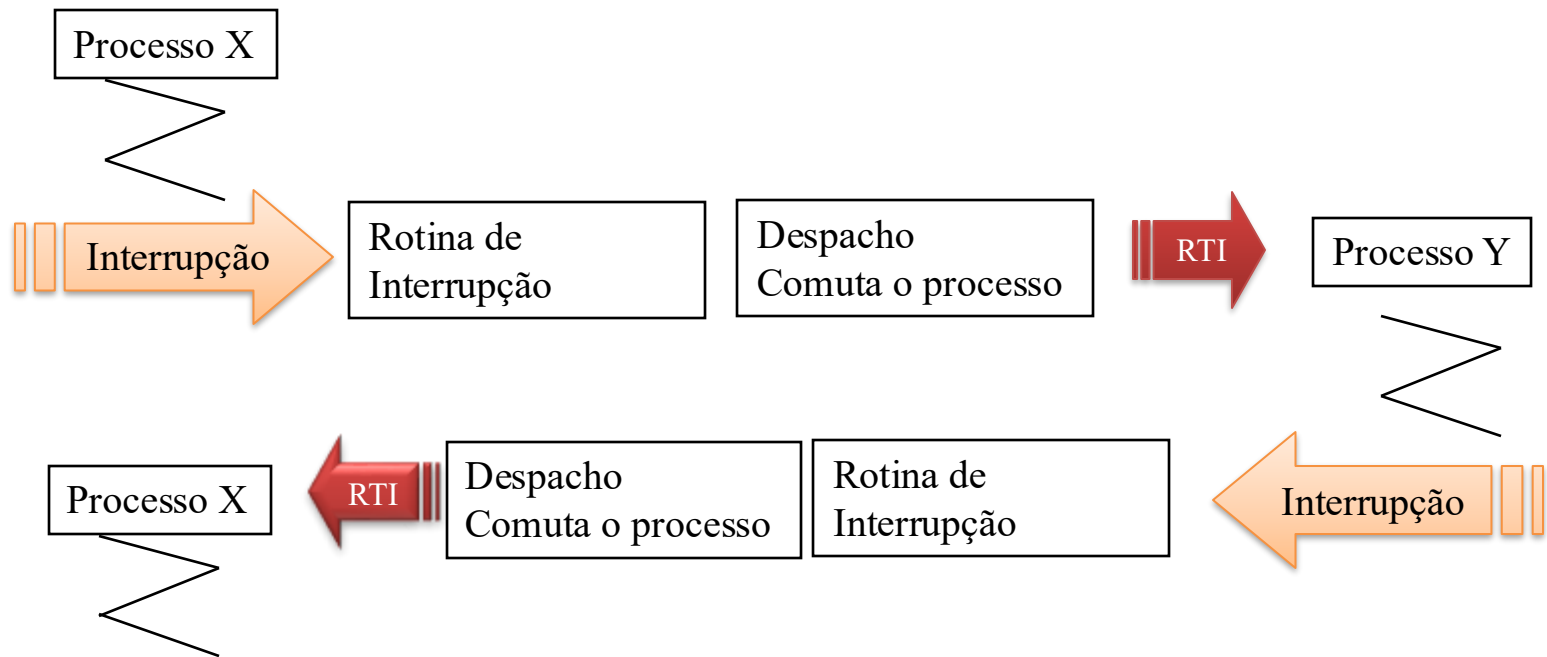 Processo X
Interrupção
Rotina de
Interrupção
Despacho
Comuta o processo
RTI
Processo Y
Processo X
RTI
Despacho
Comuta o processo
Rotina de
Interrupção
Interrupção